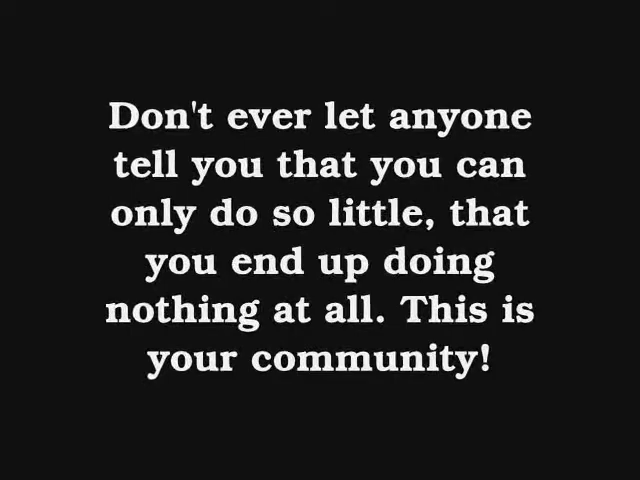 Don't ever let anyone
tell you that you can
only do so little, that
you end up doing
nothing at all. This is
your community!